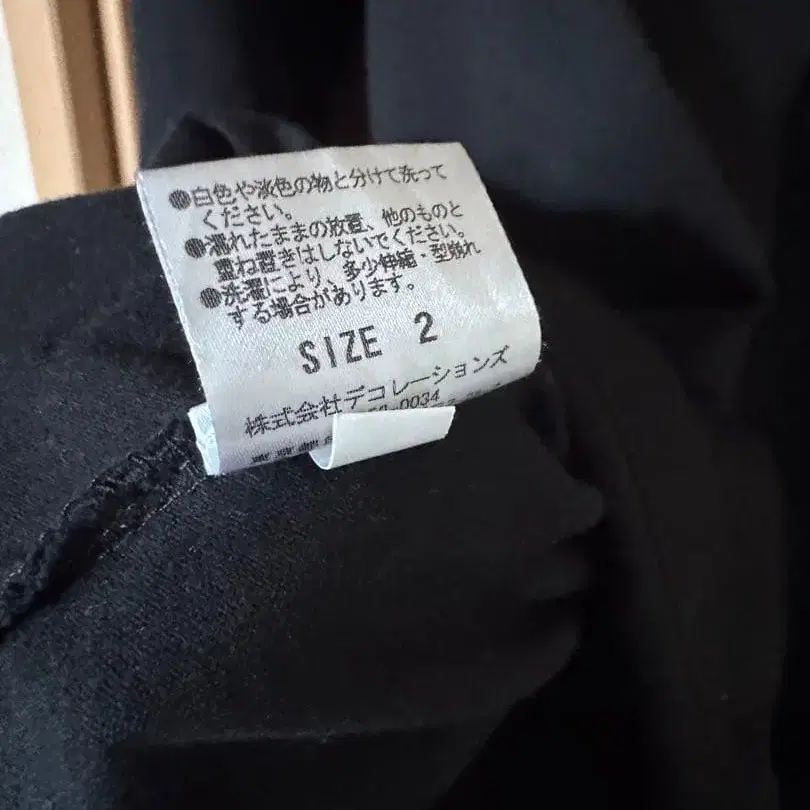 ●白色や淡色の物と分けて洗って
ください。
●濡れたままの放置、他のものと
重ね置きはしないでください。
●洗濯により、多少伸縮・型崩れ
する場合があります。
SIZE 2
株式会社デコレーションズ
0034